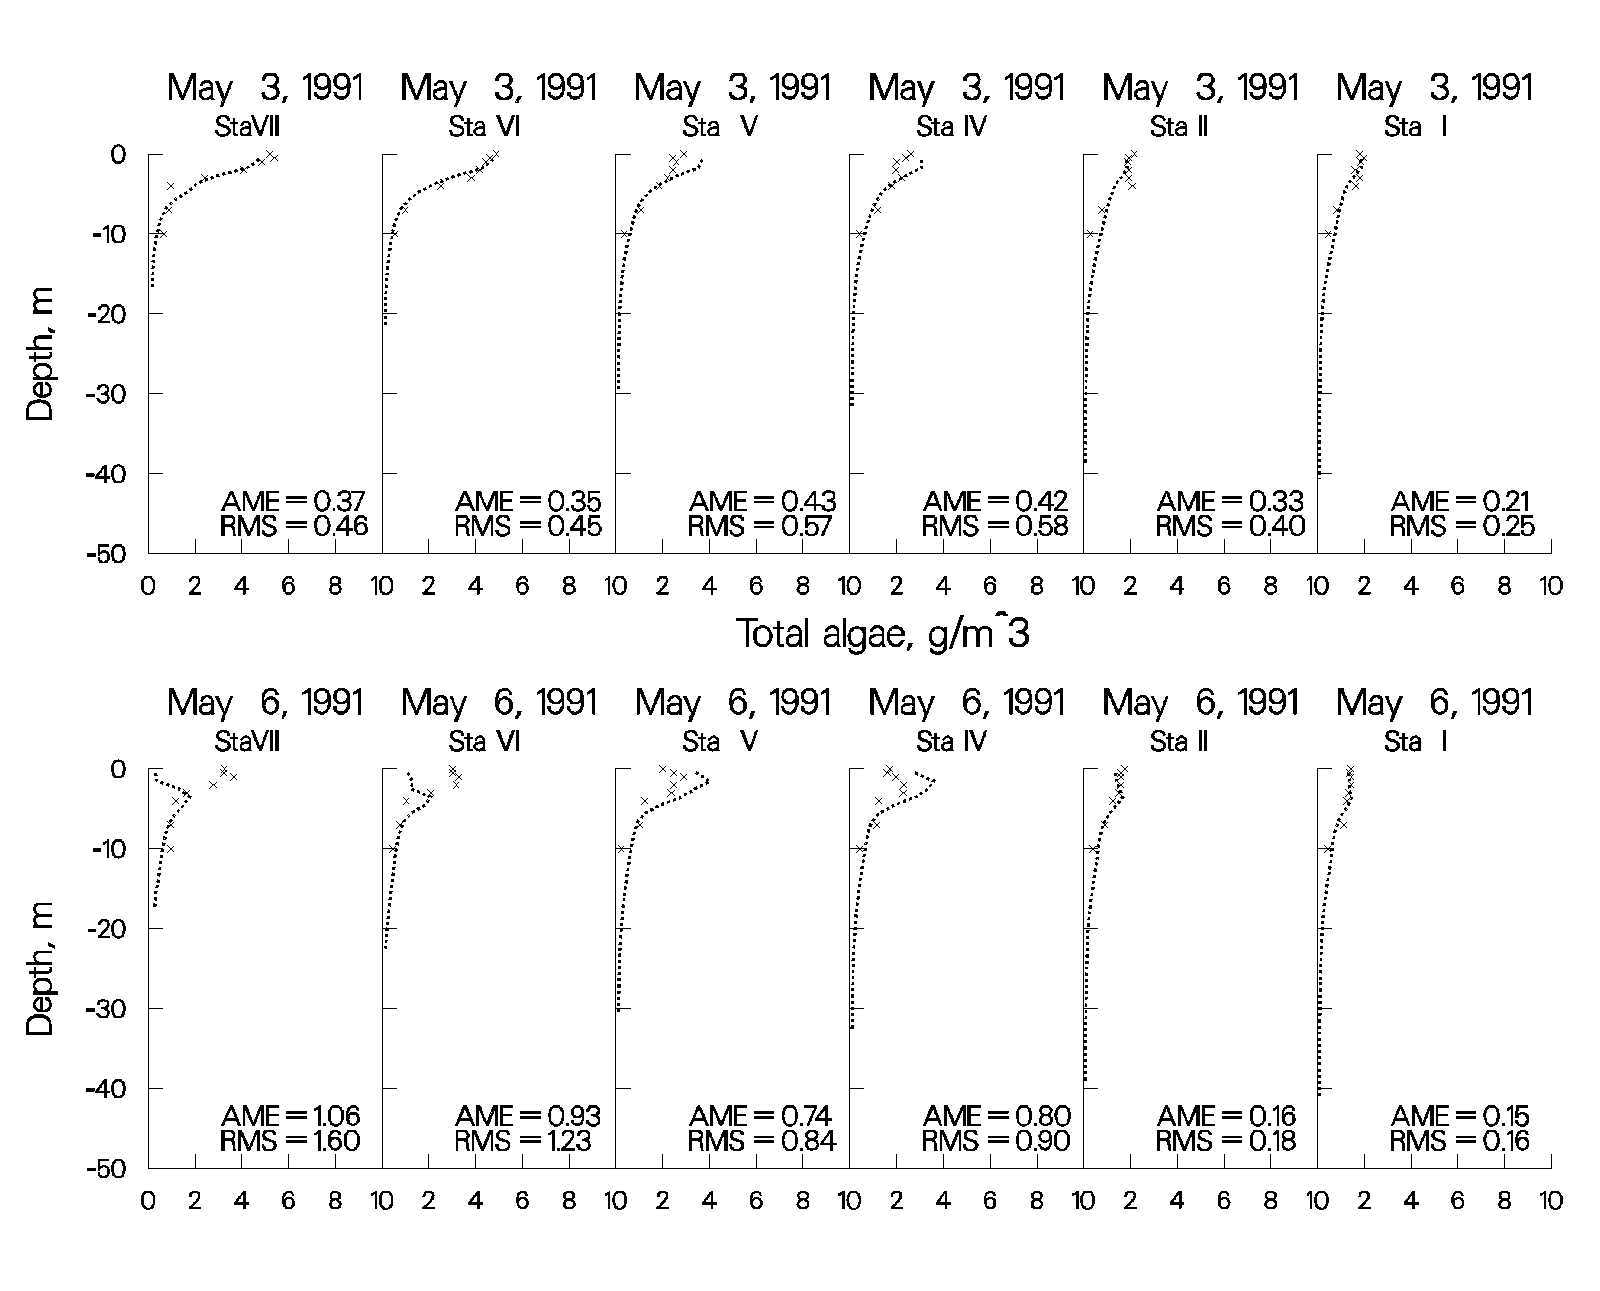 May 3, 1991 May 3, 1991 May 3, 1991 May 3, 1991 May 3, 1991 May 3, 1991
StaVII Sta VI Sta V Sta IV Sta II Sta I
0
-10
-20
Depth, m
-30
-40
AME = 0.37 AME = 0.35 AME = 0.43 AME = 0.42 AME = 0.33 AME = 0.21
RMS = 0.46 RMS = 0.45 RMS = 0.57 RMS = 0.58 RMS = 0.40 RMS = 0.25
-50
0 2 4 6 8 10 2 4 6 8 10 2 4 6 8 10 2 4 6 8 10 2 4 6 8 10 2 4 6 8 10
Total algae, g/m^3
May 6, 1991 May 6, 1991 May 6, 1991 May 6, 1991 May 6, 1991 May 6, 1991
StaVII Sta VI Sta V Sta IV Sta II Sta I
0
-10
-20
Depth, m
-30
-40
AME = 1.06 AME = 0.93 AME = 0.74 AME = 0.80 AME = 0.16 AME = 0.15
RMS = 1.60 RMS = 1.23 RMS = 0.84 RMS = 0.90 RMS = 0.18 RMS = 0.16
-50
0 2 4 6 8 10 2 4 6 8 10 2 4 6 8 10 2 4 6 8 10 2 4 6 8 10 2 4 6 8 10